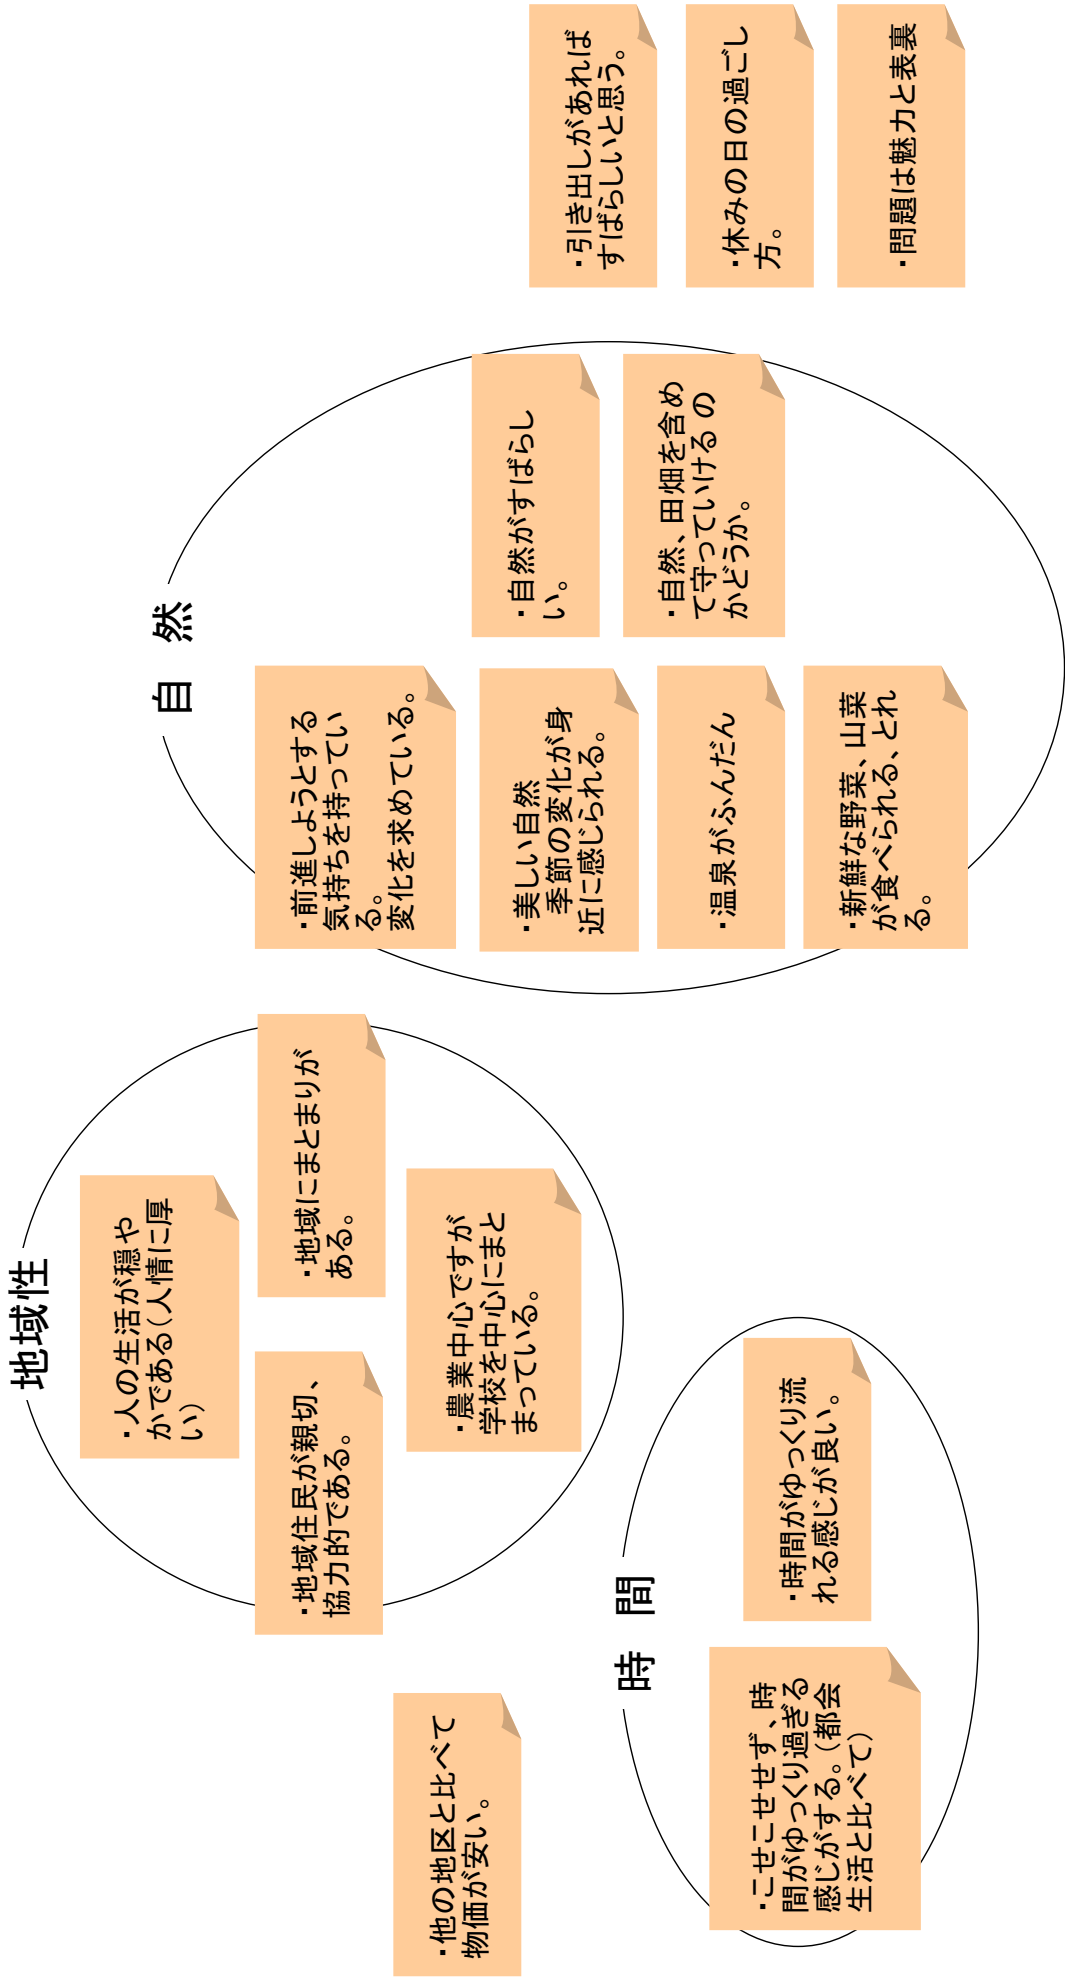 地域性
・人の生活が穏や
かである（人情に厚
い）
・地域にまとまりが
ある。
・地域住民が親切、
協力的である。
・農業中心ですが
学校を中心にまと
まっている。
・他の地区と比べて
物価が安い。
時　間
・こせこせせず、時
間がゆっくり過ぎる
感じがする。（都会
生活と比べて）
・時間がゆっくり流
れる感じが良い。
自　然
・前進しようとする
気持ちを持ってい
る。
変化を求めている。
・美しい自然
季節の変化が身
近に感じられる。
・温泉がふんだん
・新鮮な野菜、山菜
が食べられる、とれ
る。
・自然がすばらし
い。
・自然、田畑を含め
て守っていける の
かどうか。
・引き出しがあれば
すばらしいと思う。
・休みの日の過ごし
方。
・問題は魅力と表裏